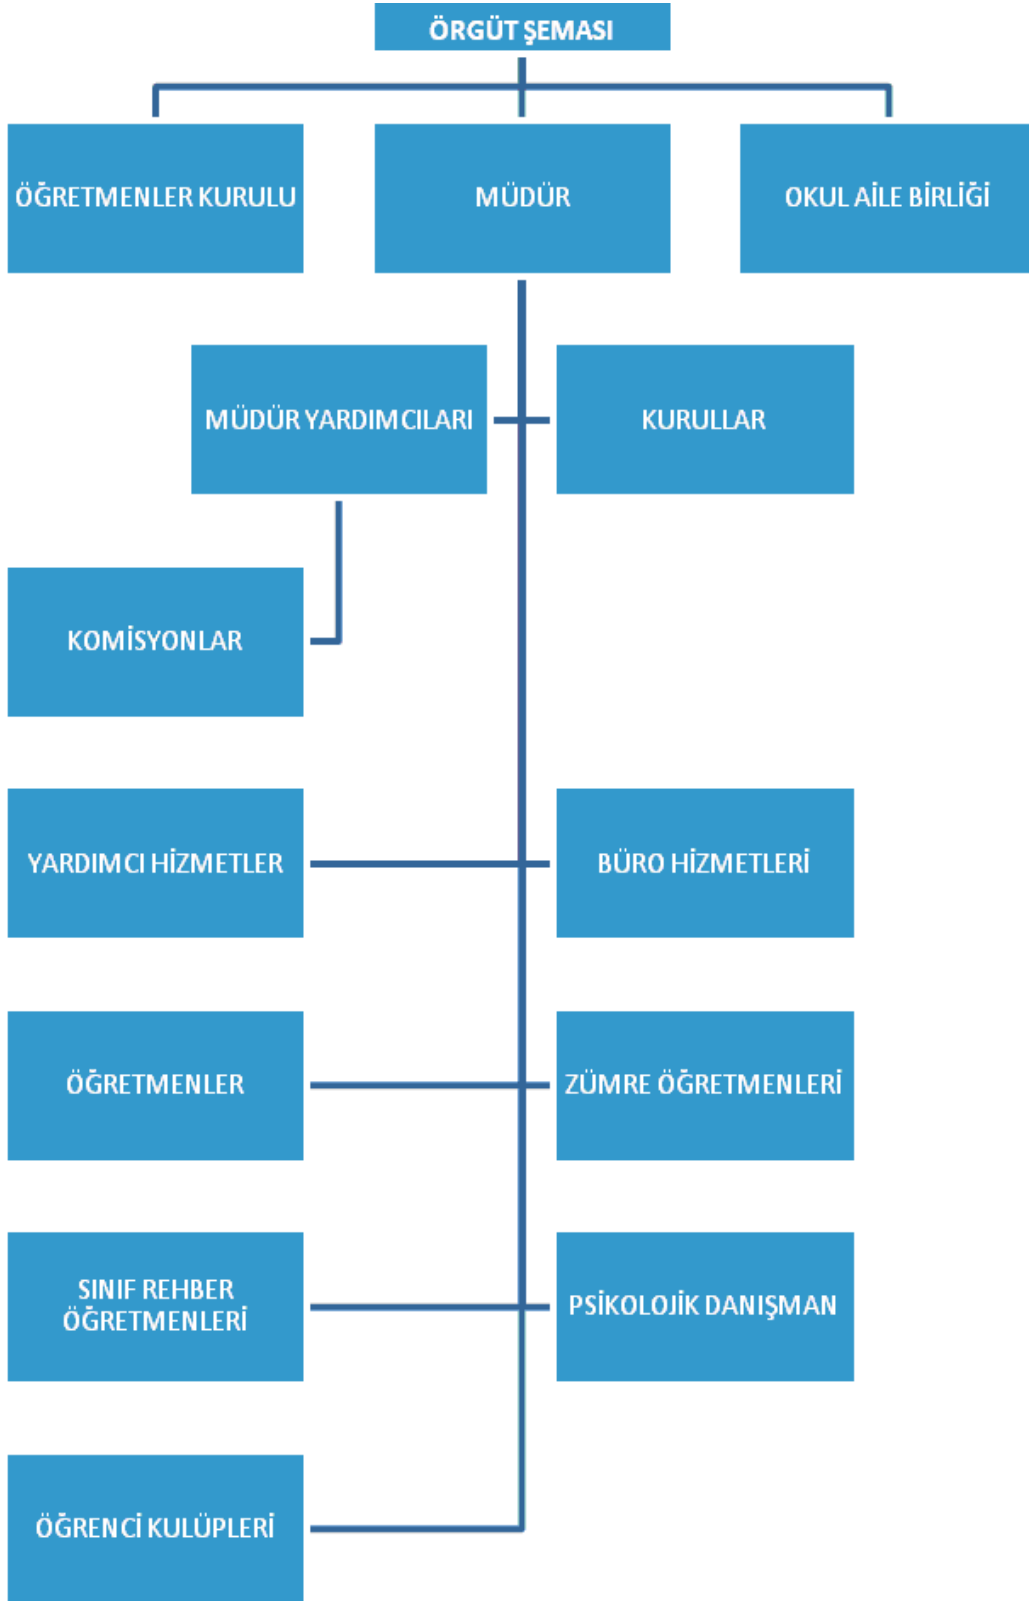 ÖRGÜT ŞEMASI
ÖĞRETMENLER KURULU
MÜDÜR
OKUL AİLE BİRLİĞİ
MÜDÜR YARDIMCILARI
KURULLAR
KOMİSYONLAR
YARDIMCI HİZMETLER
BÜRO HİZMETLERİ
ÖĞRETMENLER
ZÜMRE ÖĞRETMENLERİ
SINIF REHBER
ÖĞRETMENLERİ
PSİKOLOJİK DANIŞMAN
ÖĞRENCİ KULÜPLERİ